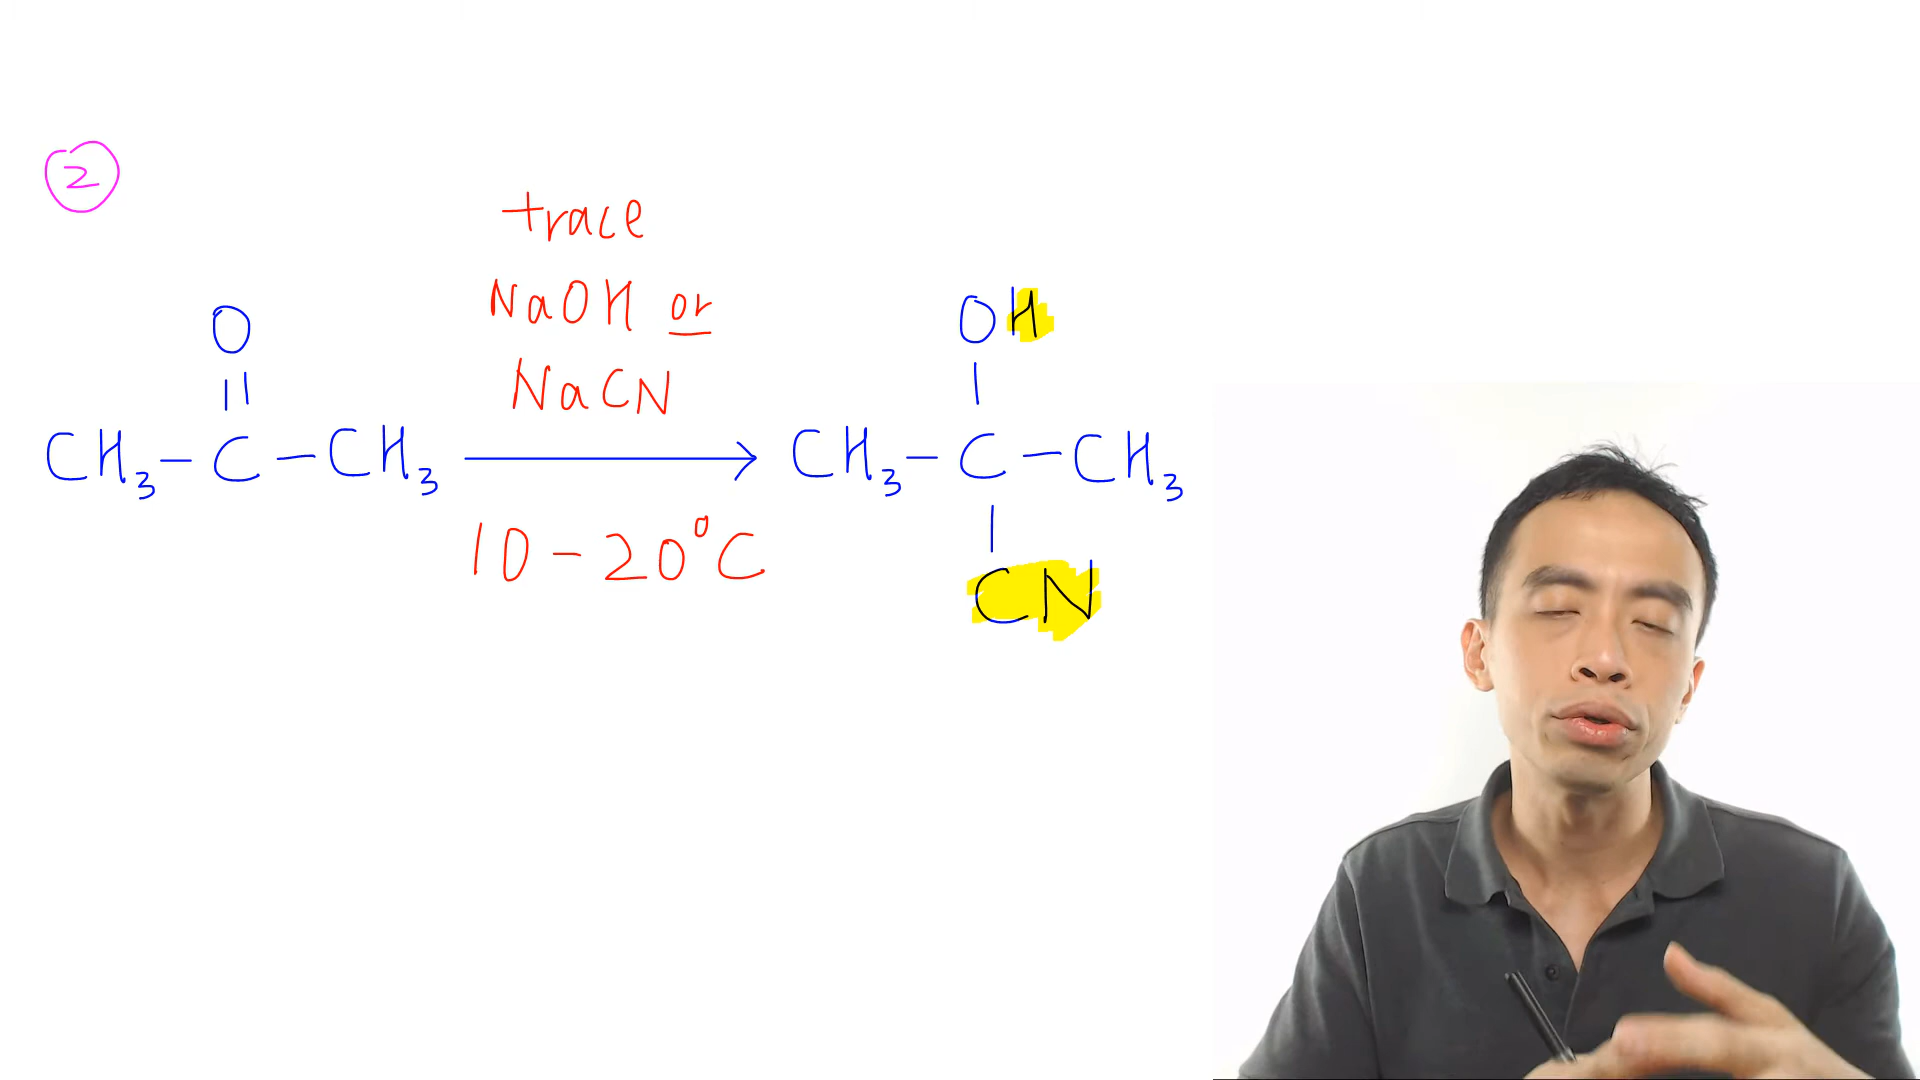 2
trace
NaOH or
NaCN
O
||
CH₃–C–CH₃
10–20°C
OH
|
CH₃–C–CH₃
|
CN